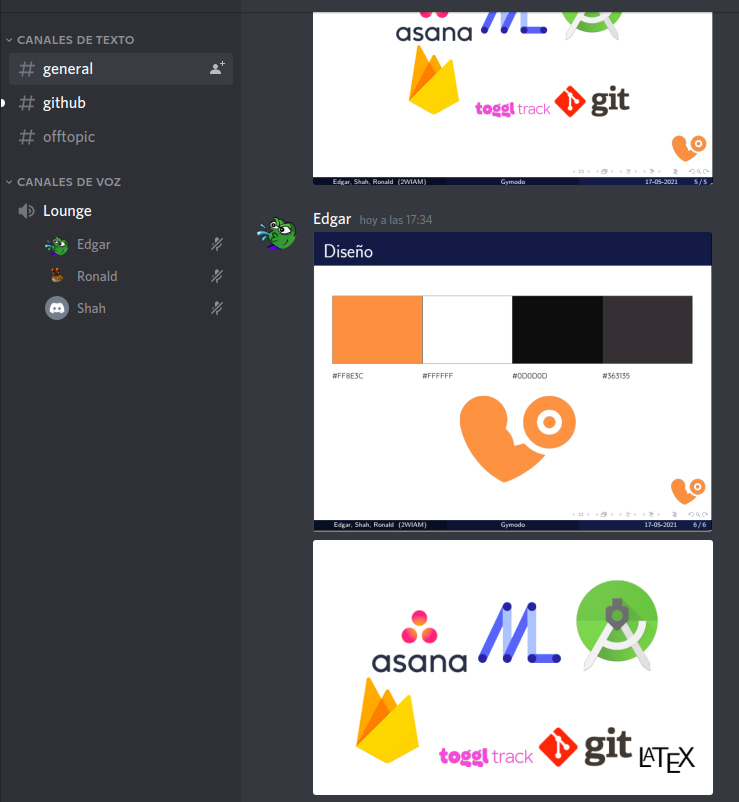 CANALES DE TEXTO
# general
# github
# offtopic
CANALES DE VOZ
Lounge
Edgar
Ronald
Shah
asana
toggl track
git
Edgar, Shah, Ronald (2WIAM) Gymodo 17-05-2021 5 / 5
Edgar hoy a las 17:34
Diseño
#FF8E3C #FFFFFF #0D0D0D #363135
Edgar, Shah, Ronald (2WIAM) Gymodo 17-05-2021 6 / 6
asana
toggl track
git
LATEX